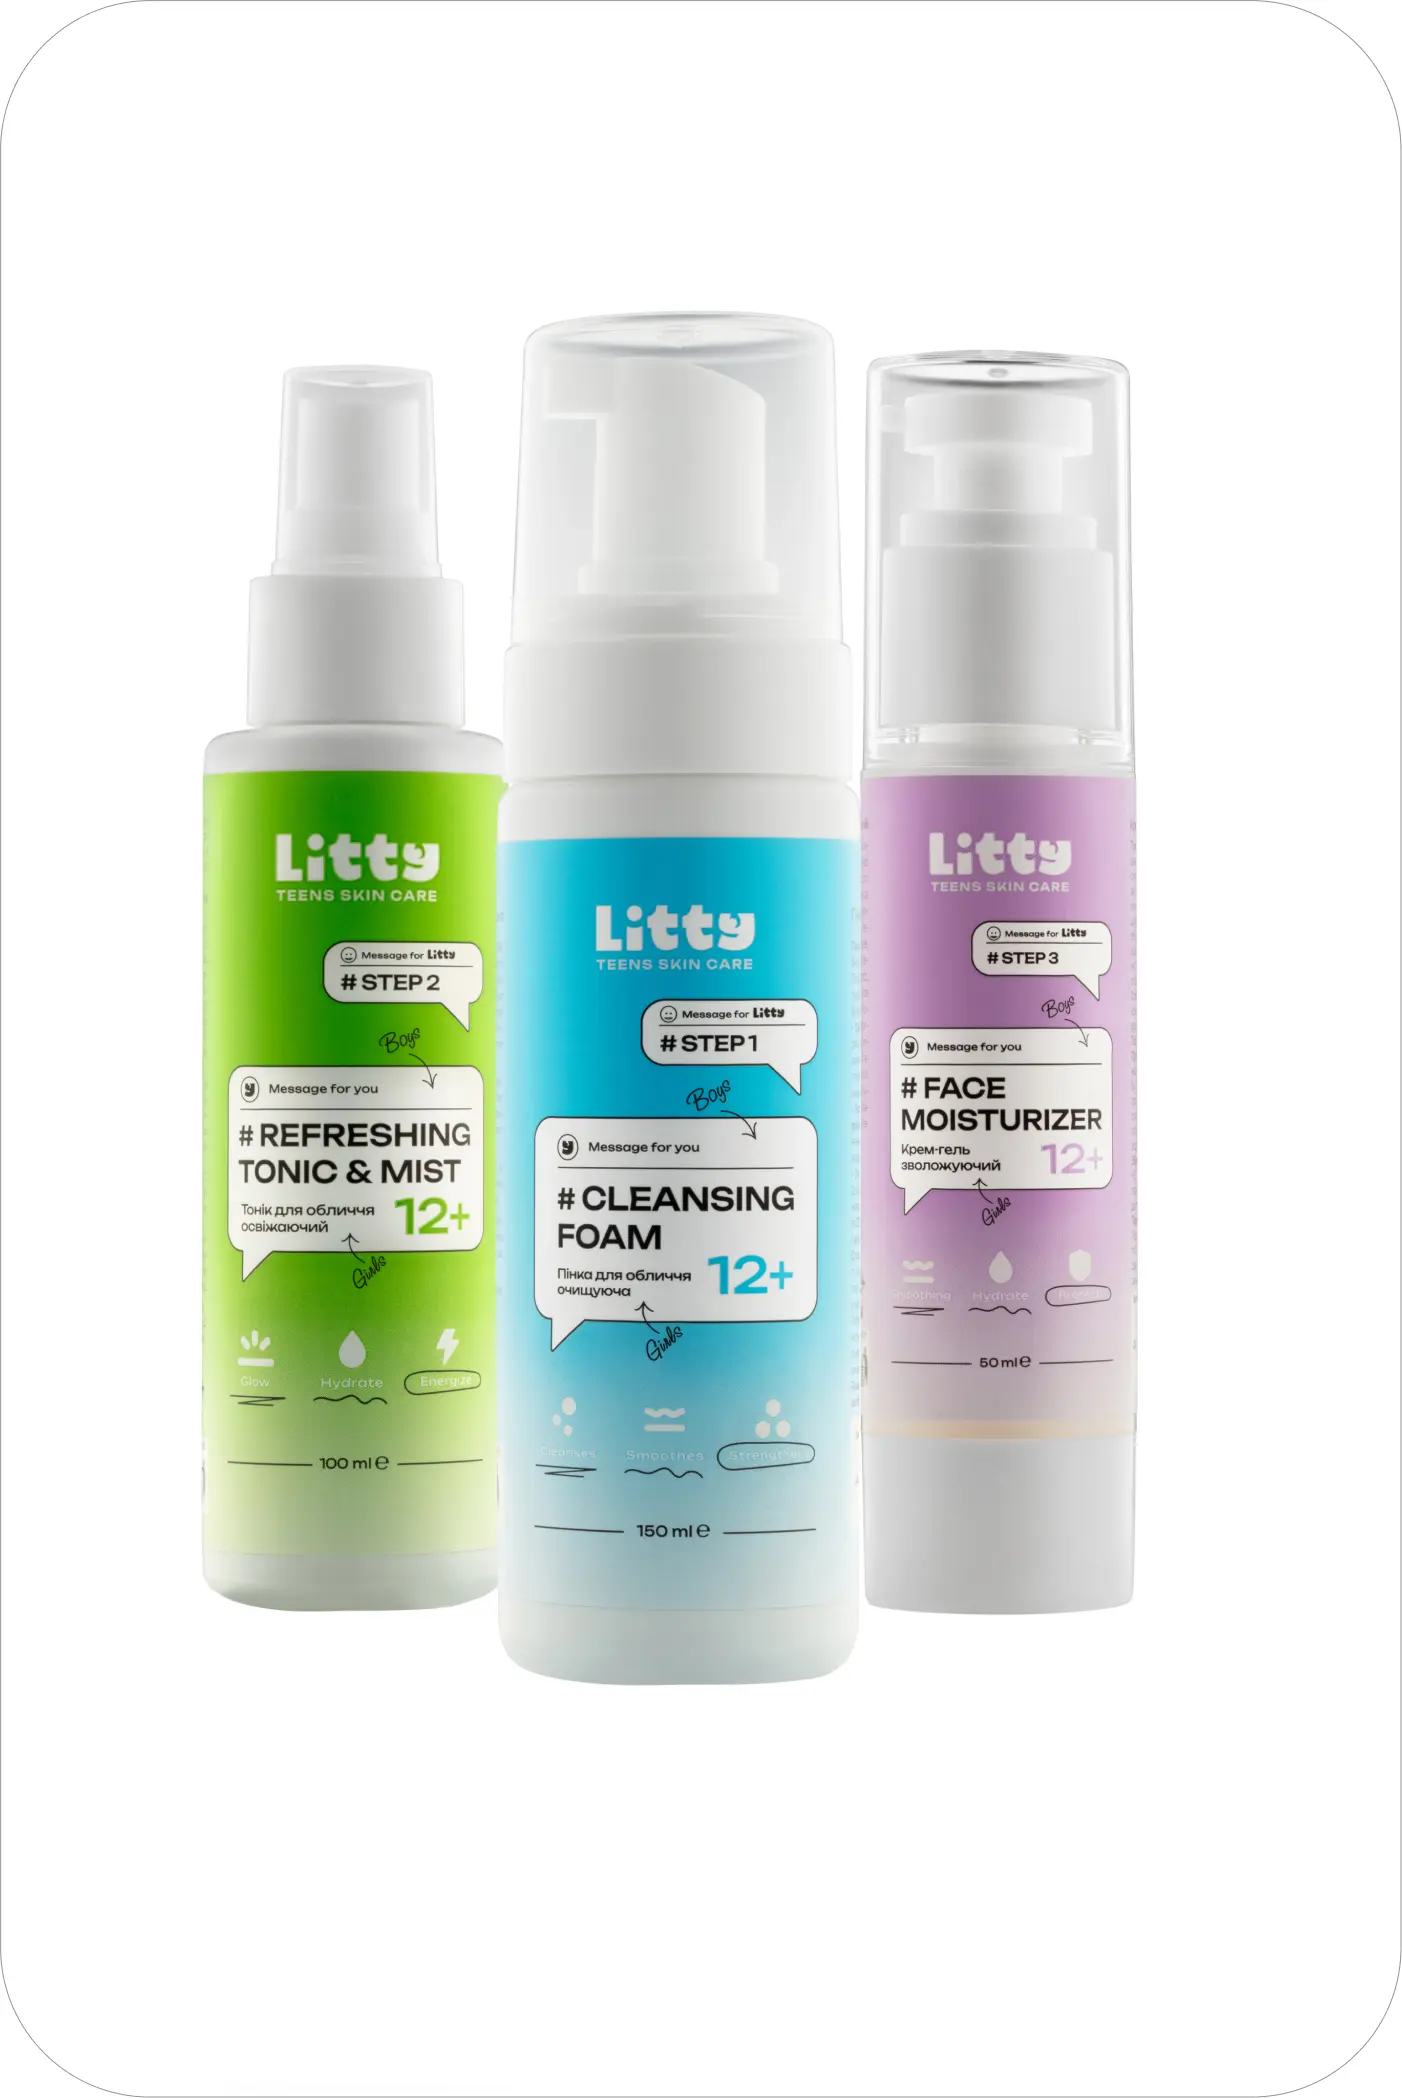 Litty
TEENS SKIN CARE
Message for Litty
# STEP 2
Boys
Message for you
# REFRESHING
TONIC & MIST
Тонік для обличчя
освіжаючий
12+
Girls
Glow
Hydrate
Energize
100 ml ℮
Litty
TEENS SKIN CARE
Message for Litty
# STEP 1
Boys
Message for you
# CLEANSING
FOAM
Пінка для обличчя
очищуюча
12+
Girls
Cleanses
Smoothes
150 ml ℮
Litty
TEENS SKIN CARE
Message for Litty
# STEP 3
Boys
Message for you
# FACE
MOISTURIZER
Крем-гель
зволожуючий
12+
Girls
Smoothing
Hydrate
50 ml ℮